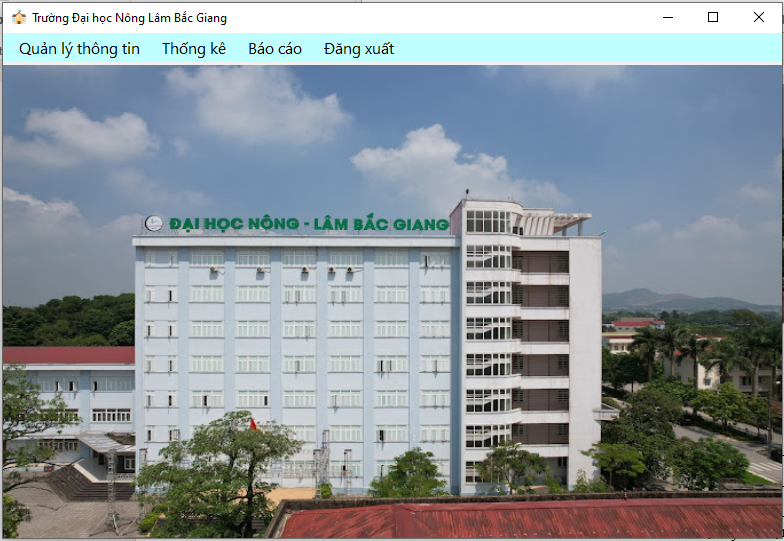 Trường Đại học Nông Lâm Bắc Giang
Quản lý thông tin Thống kê Báo cáo Đăng xuất
ĐẠI HỌC NÔNG - LÂM BẮC GIANG